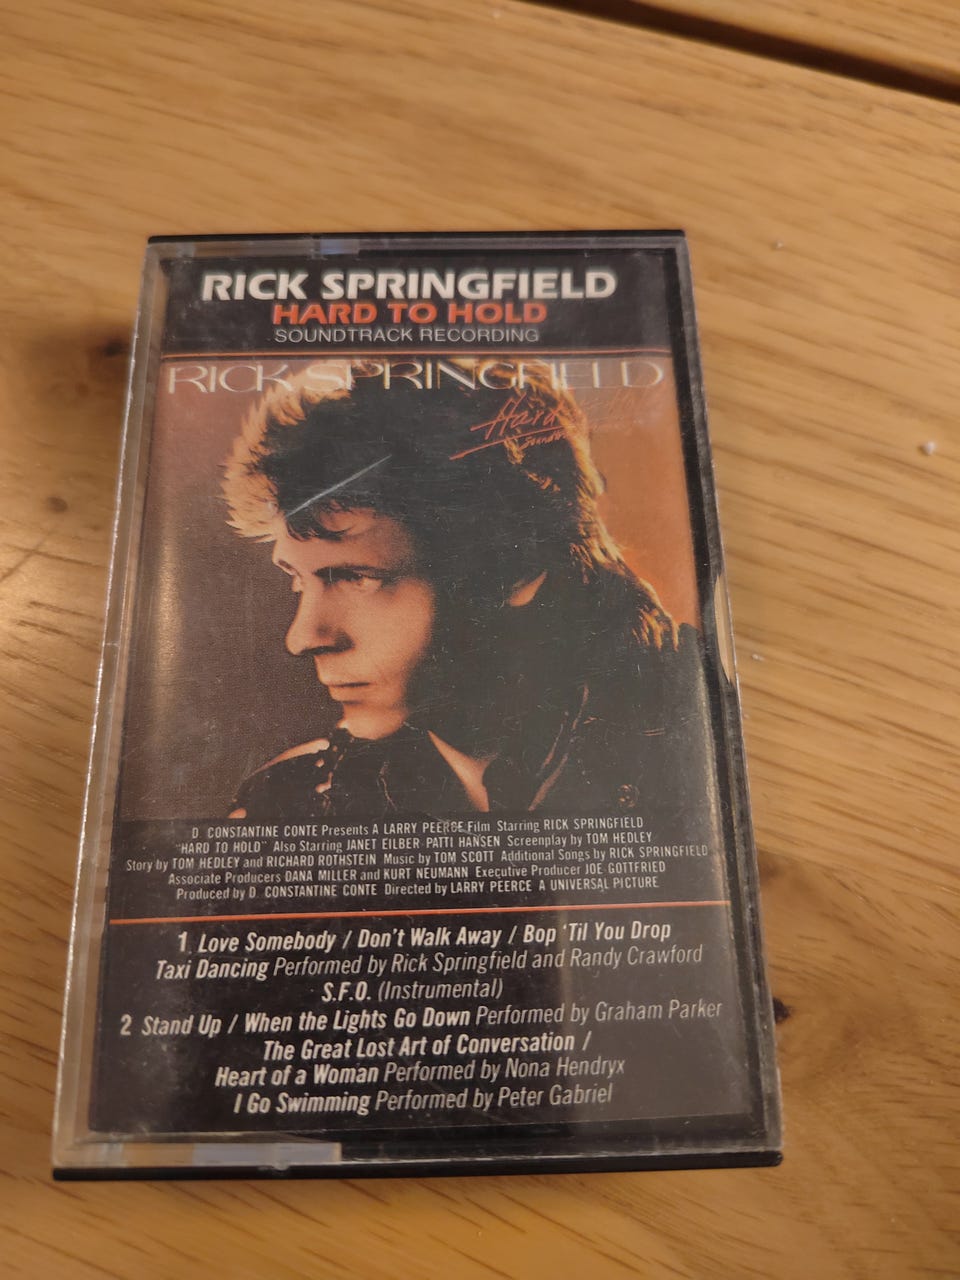 RICK SPRINGFIELD
HARD TO HOLD
SOUNDTRACK RECORDING
RICK SPRINGFIELD
Hard
D. CONSTANTINE CONTE Presents A LARRY PEERCE Film Starring RICK SPRINGFIELD
"HARD TO HOLD" Also Starring JANET EILBER PATTI HANSEN Screenplay by TOM HEDLEY
Story by TOM HEDLEY and RICHARD ROTHSTEIN Music by TOM SCOTT Additional Songs by RICK SPRINGFIELD
Associate Producers DANA MILLER and KURT NEUMANN Executive Producer JOE GOTTFRIED
Produced by D. CONSTANTINE CONTE Directed by LARRY PEERCE A UNIVERSAL PICTURE
1 Love Somebody / Don't Walk Away / Bop 'Til You Drop
Taxi Dancing Performed by Rick Springfield and Randy Crawford
S.F.O. (Instrumental)
2 Stand Up / When the Lights Go Down Performed by Graham Parker
The Great Lost Art of Conversation /
Heart of a Woman Performed by Nona Hendryx
I Go Swimming Performed by Peter Gabriel